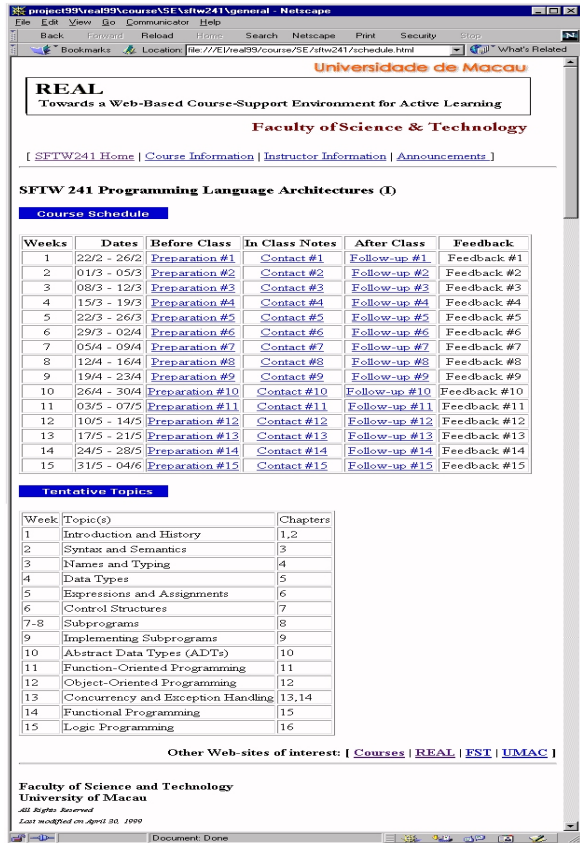 project99\real99\course\SE\sftw241\general - Netscape
File Edit View Go Communicator Help
Back Forward Reload Home Search Netscape Print Security Stop
Bookmarks Location: file:///E|/real99/course/SE/sftw241/schedule.html What's Related
Universidade de Macau
REAL
Towards a Web-Based Course-Support Environment for Active Learning
Faculty of Science & Technology
[ SFTW241 Home | Course Information | Instructor Information | Announcements ]
SFTW 241 Programming Language Architectures (I)
Course Schedule
Weeks Dates Before Class In Class Notes After Class Feedback
1 22/2 - 26/2 Preparation #1 Contact #1 Follow-up #1 Feedback #1
2 01/3 - 05/3 Preparation #2 Contact #2 Follow-up #2 Feedback #2
3 08/3 - 12/3 Preparation #3 Contact #3 Follow-up #3 Feedback #3
4 15/3 - 19/3 Preparation #4 Contact #4 Follow-up #4 Feedback #4
5 22/3 - 26/3 Preparation #5 Contact #5 Follow-up #5 Feedback #5
6 29/3 - 02/4 Preparation #6 Contact #6 Follow-up #6 Feedback #6
7 05/4 - 09/4 Preparation #7 Contact #7 Follow-up #7 Feedback #7
8 12/4 - 16/4 Preparation #8 Contact #8 Follow-up #8 Feedback #8
9 19/4 - 23/4 Preparation #9 Contact #9 Follow-up #9 Feedback #9
10 26/4 - 30/4 Preparation #10 Contact #10 Follow-up #10 Feedback #10
11 03/5 - 07/5 Preparation #11 Contact #11 Follow-up #11 Feedback #11
12 10/5 - 14/5 Preparation #12 Contact #12 Follow-up #12 Feedback #12
13 17/5 - 21/5 Preparation #13 Contact #13 Follow-up #13 Feedback #13
14 24/5 - 28/5 Preparation #14 Contact #14 Follow-up #14 Feedback #14
15 31/5 - 04/6 Preparation #15 Contact #15 Follow-up #15 Feedback #15
Tentative Topics
Week Topic(s) Chapters
1 Introduction and History 1,2
2 Syntax and Semantics 3
3 Names and Typing 4
4 Data Types 5
5 Expressions and Assignments 6
6 Control Structures 7
7-8 Subprograms 8
9 Implementing Subprograms 9
10 Abstract Data Types (ADTs) 10
11 Function-Oriented Programming 11
12 Object-Oriented Programming 12
13 Concurrency and Exception Handling 13,14
14 Functional Programming 15
15 Logic Programming 16
Other Web-sites of interest: [ Courses | REAL | FST | UMAC ]
Faculty of Science and Technology
University of Macau
All Rights Reserved
Last modified on April 30, 1999
Document: Done